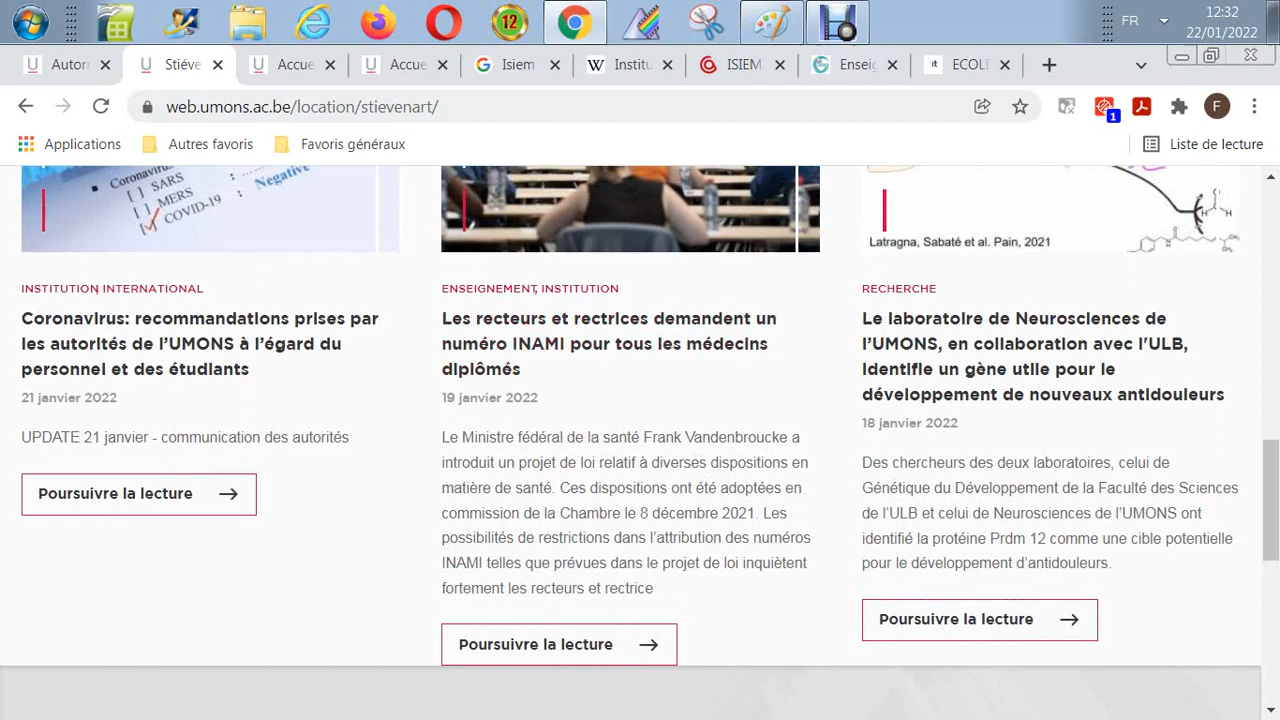 12
FR
12:32
22/01/2022
Autor
Stiéve
Accue
Accue
Isiem
Institu
ISIEM
Enseig
it
ECOLI
web.umons.ac.be/location/stievenart/
1
F
Applications
Autres favoris
Favoris généraux
Liste de lecture
Coronavirus
[ ] SARS
[ ] MERS
[ ] COVID-19
Negative
Latragna, Sabaté et al. Pain, 2021
INSTITUTION, INTERNATIONAL
Coronavirus: recommandations prises par
les autorités de l’UMONS à l’égard du
personnel et des étudiants
21 janvier 2022
UPDATE 21 janvier - communication des autorités
Poursuivre la lecture
ENSEIGNEMENT, INSTITUTION
Les recteurs et rectrices demandent un
numéro INAMI pour tous les médecins
diplômés
19 janvier 2022
Le Ministre fédéral de la santé Frank Vandenbroucke a
introduit un projet de loi relatif à diverses dispositions en
matière de santé. Ces dispositions ont été adoptées en
commission de la Chambre le 8 décembre 2021. Les
possibilités de restrictions dans l’attribution des numéros
INAMI telles que prévues dans le projet de loi inquiètent
fortement les recteurs et rectrice
Poursuivre la lecture
RECHERCHE
Le laboratoire de Neurosciences de
l’UMONS, en collaboration avec l'ULB,
identifie un gène utile pour le
développement de nouveaux antidouleurs
18 janvier 2022
Des chercheurs des deux laboratoires, celui de
Génétique du Développement de la Faculté des Sciences
de l’ULB et celui de Neurosciences de l’UMONS ont
identifié la protéine Prdm 12 comme une cible potentielle
pour le développement d’antidouleurs.
Poursuivre la lecture